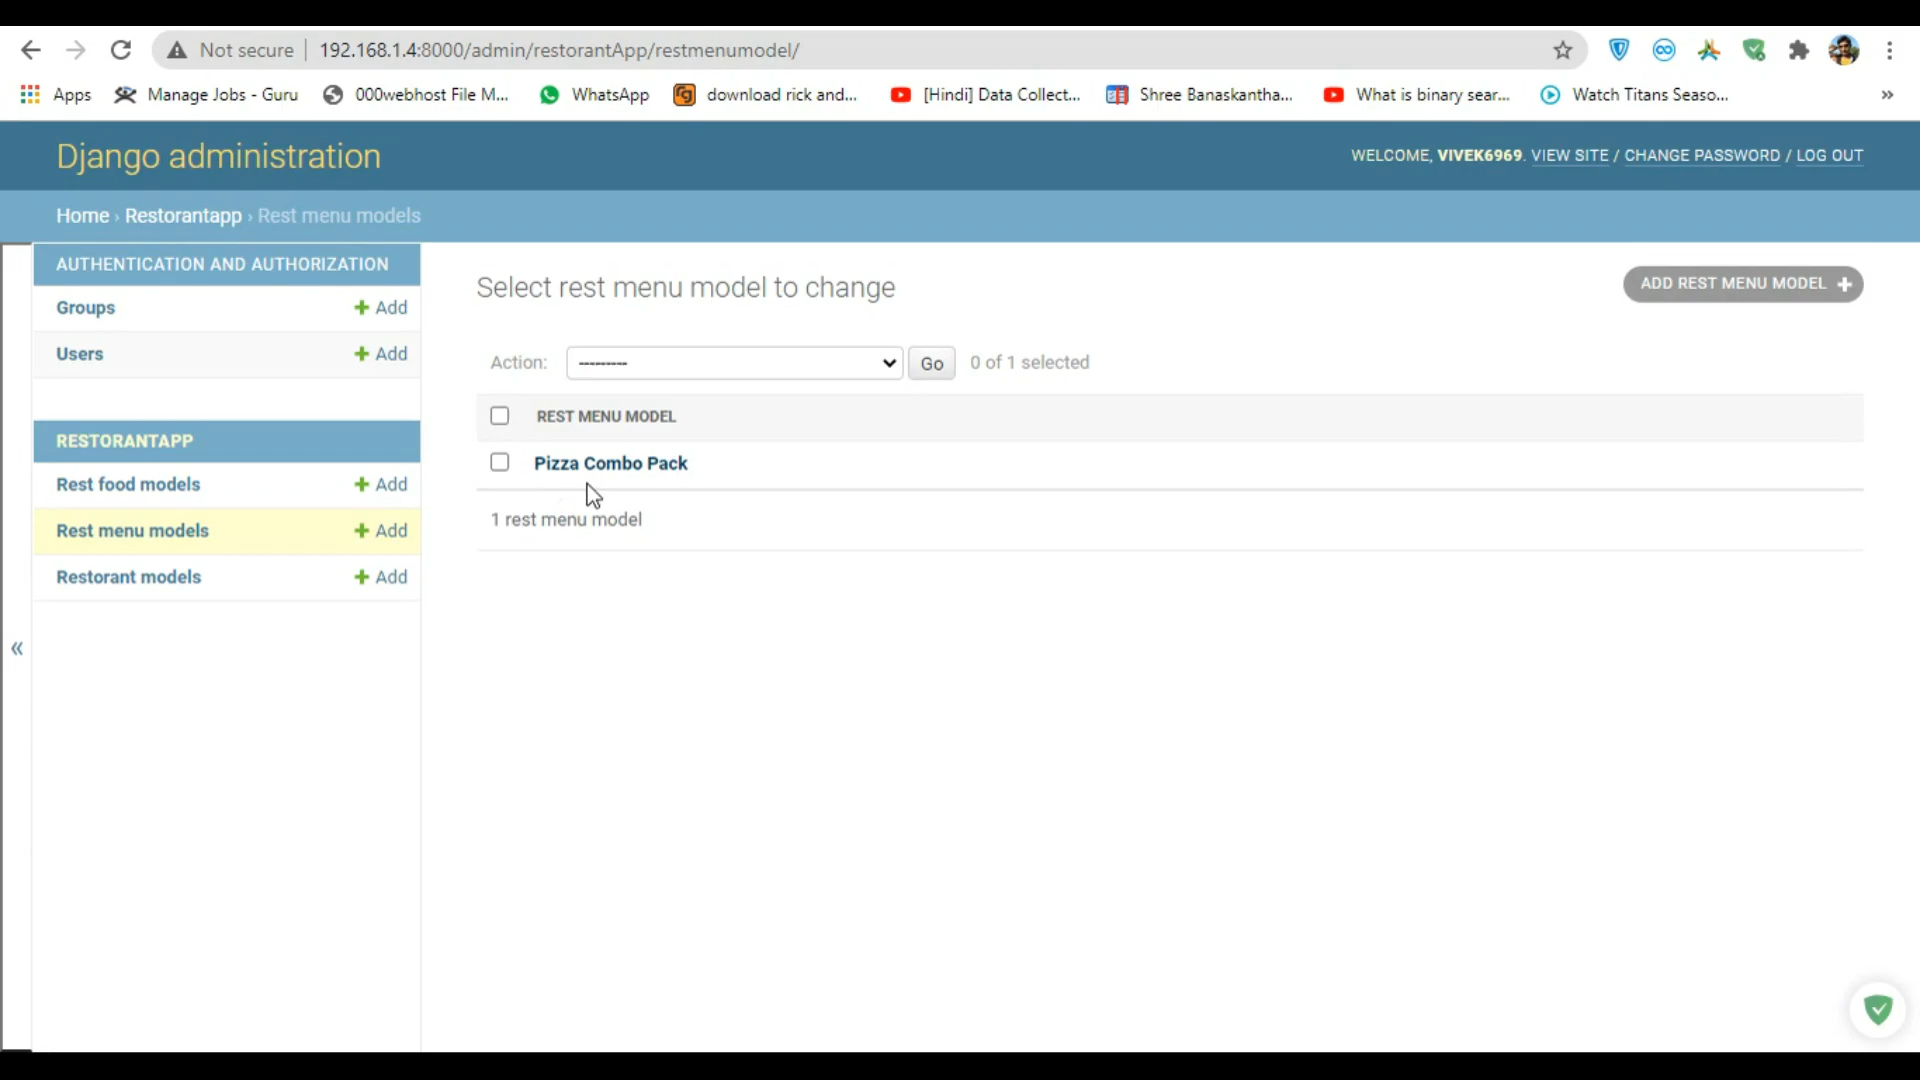 Not secure 192.168.1.4:8000/admin/restorantApp/restmenumodel/
Apps Manage Jobs - Guru 000webhost File M... WhatsApp download rick and... [Hindi] Data Collect... Shree Banaskantha... What is binary sear... Watch Titans Seaso... »
Django administration
WELCOME, VIVEK6969. VIEW SITE / CHANGE PASSWORD / LOG OUT
Home › Restorantapp › Rest menu models
AUTHENTICATION AND AUTHORIZATION
Groups + Add
Users + Add
RESTORANTAPP
Rest food models + Add
Rest menu models + Add
Restorant models + Add
«
Select rest menu model to change
ADD REST MENU MODEL +
Action: --------- Go 0 of 1 selected
REST MENU MODEL
Pizza Combo Pack
1 rest menu model